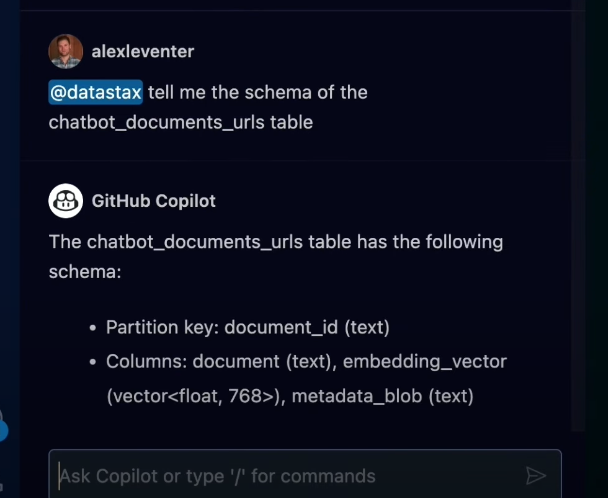 alexleventer
@datastax tell me the schema of the
chatbot_documents_urls table
GitHub Copilot
The chatbot_documents_urls table has the following
schema:
• Partition key: document_id (text)
• Columns: document (text), embedding_vector
(vector<float, 768>), metadata_blob (text)
Ask Copilot or type '/' for commands